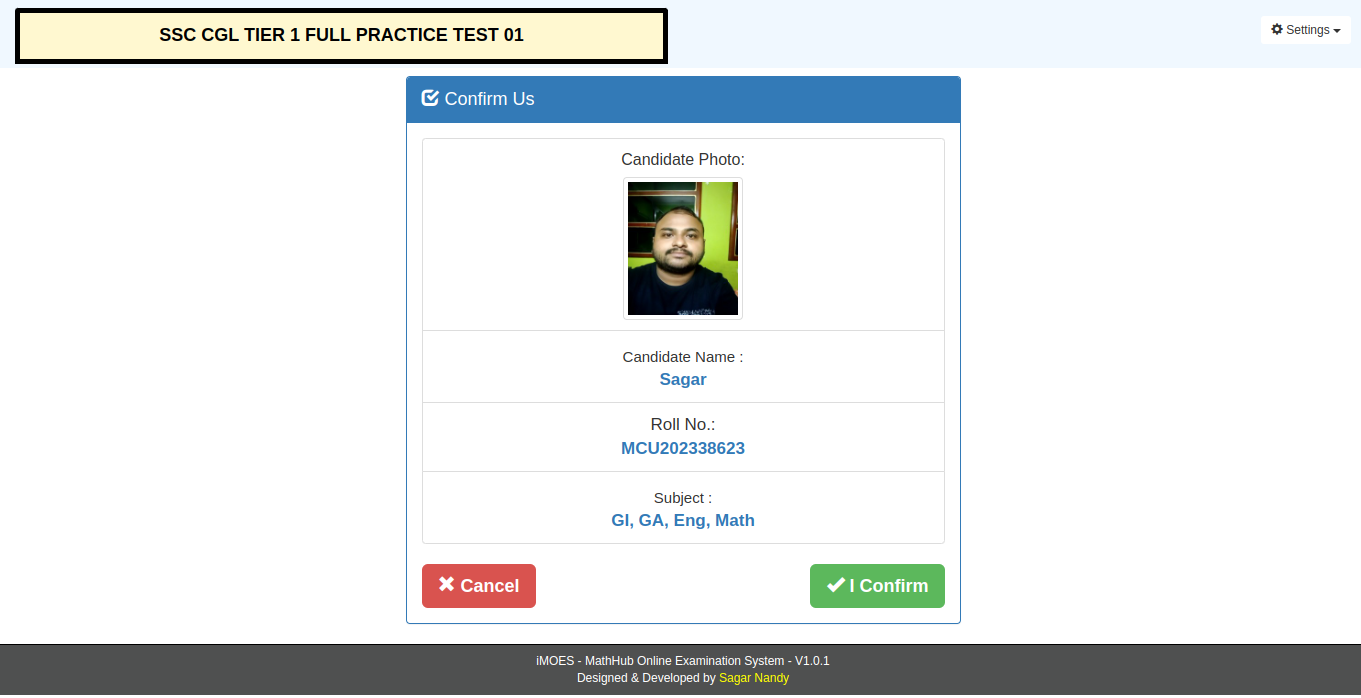 SSC CGL TIER 1 FULL PRACTICE TEST 01
Settings
Confirm Us
Candidate Photo:
Candidate Name :
Sagar
Roll No.:
MCU202338623
Subject :
GI, GA, Eng, Math
Cancel
I Confirm
iMOES - MathHub Online Examination System - V1.0.1
Designed & Developed by Sagar Nandy